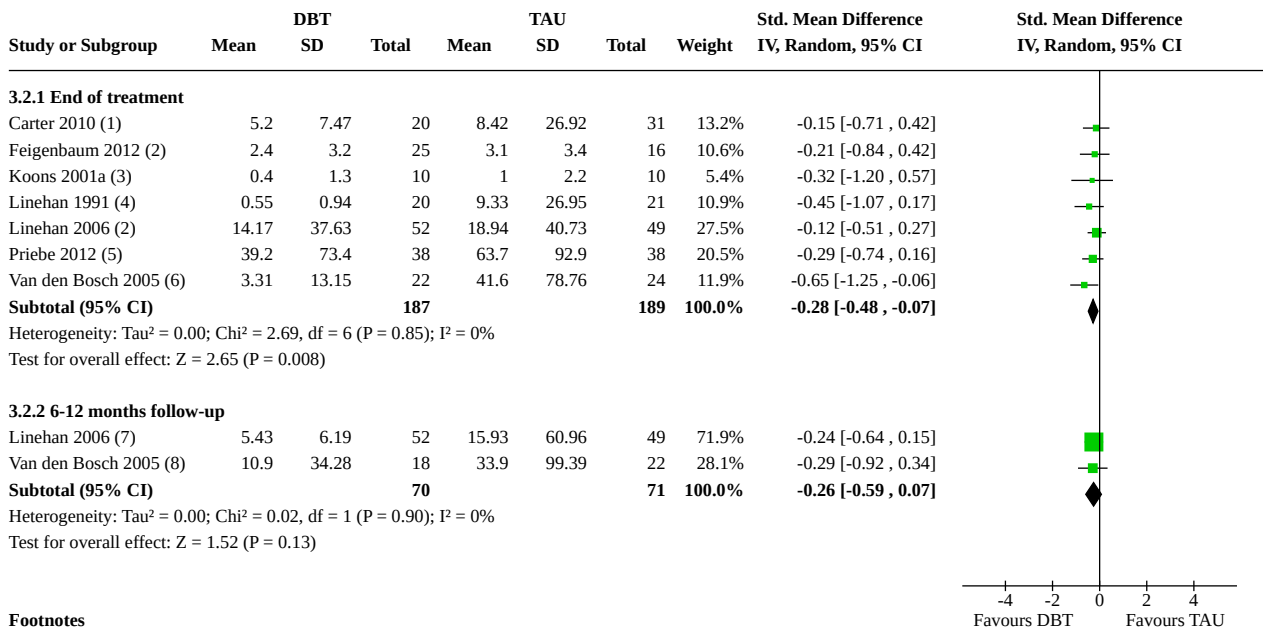 DBT TAU Std. Mean Difference Std. Mean Difference
Study or Subgroup Mean SD Total Mean SD Total Weight IV, Random, 95% CI IV, Random, 95% CI
3.2.1 End of treatment
Carter 2010 (1) 5.2 7.47 20 8.42 26.92 31 13.2% -0.15 [-0.71 , 0.42]
Feigenbaum 2012 (2) 2.4 3.2 25 3.1 3.4 16 10.6% -0.21 [-0.84 , 0.42]
Koons 2001a (3) 0.4 1.3 10 1 2.2 10 5.4% -0.32 [-1.20 , 0.57]
Linehan 1991 (4) 0.55 0.94 20 9.33 26.95 21 10.9% -0.45 [-1.07 , 0.17]
Linehan 2006 (2) 14.17 37.63 52 18.94 40.73 49 27.5% -0.12 [-0.51 , 0.27]
Priebe 2012 (5) 39.2 73.4 38 63.7 92.9 38 20.5% -0.29 [-0.74 , 0.16]
Van den Bosch 2005 (6) 3.31 13.15 22 41.6 78.76 24 11.9% -0.65 [-1.25 , -0.06]
Subtotal (95% CI) 187 189 100.0% -0.28 [-0.48 , -0.07]
Heterogeneity: Tau² = 0.00; Chi² = 2.69, df = 6 (P = 0.85); I² = 0%
Test for overall effect: Z = 2.65 (P = 0.008)
3.2.2 6-12 months follow-up
Linehan 2006 (7) 5.43 6.19 52 15.93 60.96 49 71.9% -0.24 [-0.64 , 0.15]
Van den Bosch 2005 (8) 10.9 34.28 18 33.9 99.39 22 28.1% -0.29 [-0.92 , 0.34]
Subtotal (95% CI) 70 71 100.0% -0.26 [-0.59 , 0.07]
Heterogeneity: Tau² = 0.00; Chi² = 0.02, df = 1 (P = 0.90); I² = 0%
Test for overall effect: Z = 1.52 (P = 0.13)
-4 -2 0 2 4
Footnotes Favours DBT Favours TAU